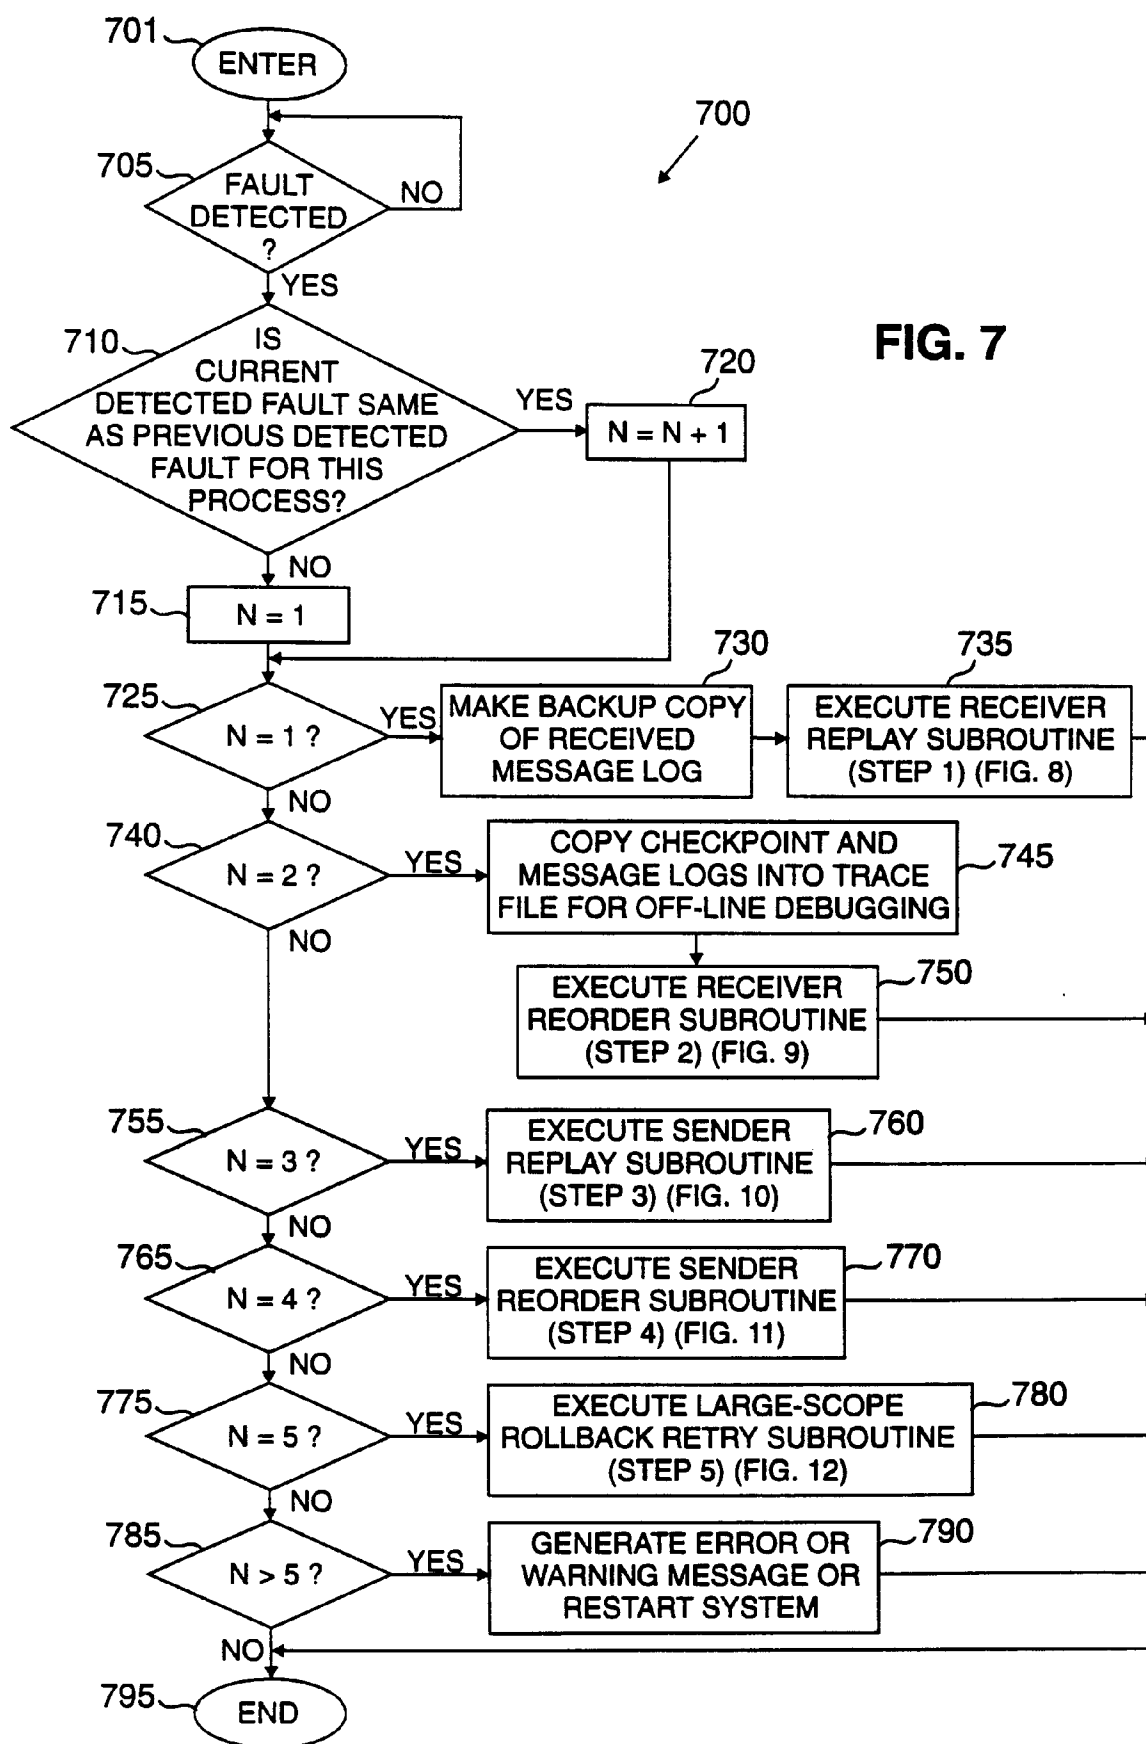 701
ENTER
700
705
FAULT
DETECTED
?
NO
YES
FIG. 7
710
IS
CURRENT
DETECTED FAULT SAME
AS PREVIOUS DETECTED
FAULT FOR THIS
PROCESS?
YES
720
N = N + 1
NO
715
N = 1
725
N = 1 ?
YES
730
MAKE BACKUP COPY
OF RECEIVED
MESSAGE LOG
735
EXECUTE RECEIVER
REPLAY SUBROUTINE
(STEP 1) (FIG. 8)
NO
740
N = 2 ?
YES
COPY CHECKPOINT AND
MESSAGE LOGS INTO TRACE
FILE FOR OFF-LINE DEBUGGING
745
NO
EXECUTE RECEIVER
REORDER SUBROUTINE
(STEP 2) (FIG. 9)
750
755
N = 3 ?
YES
EXECUTE SENDER
REPLAY SUBROUTINE
(STEP 3) (FIG. 10)
760
NO
765
N = 4 ?
YES
EXECUTE SENDER
REORDER SUBROUTINE
(STEP 4) (FIG. 11)
770
NO
775
N = 5 ?
YES
EXECUTE LARGE-SCOPE
ROLLBACK RETRY SUBROUTINE
(STEP 5) (FIG. 12)
780
NO
785
N > 5 ?
YES
GENERATE ERROR OR
WARNING MESSAGE OR
RESTART SYSTEM
790
NO
795
END